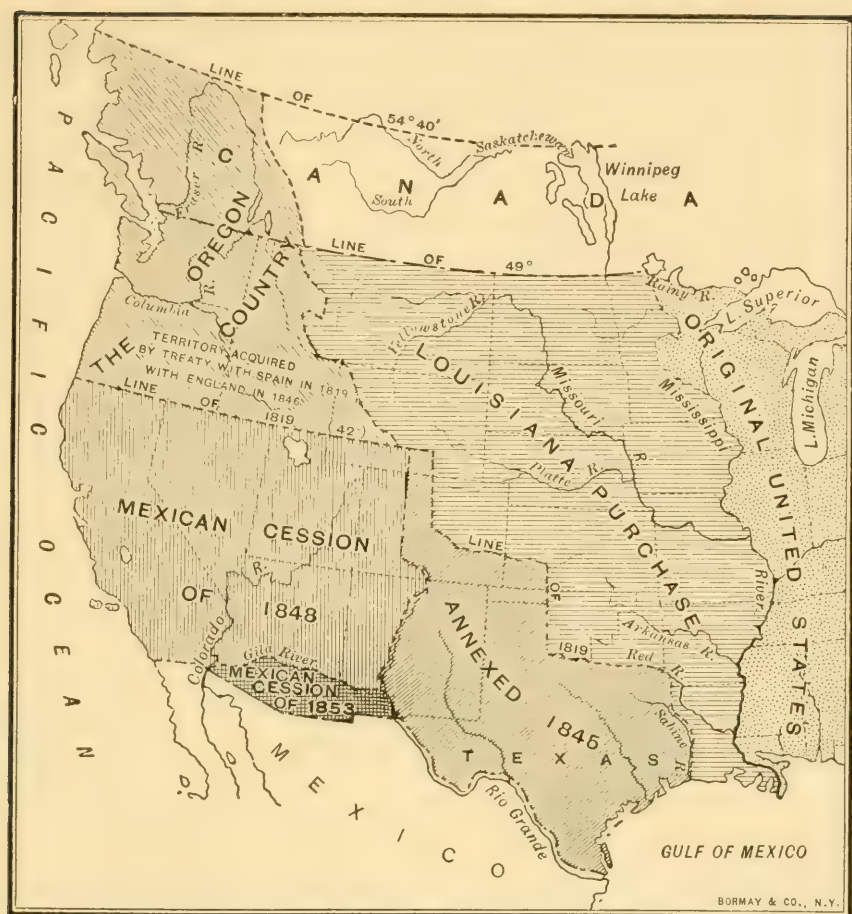 LINE OF 54°40'
PACIFIC OCEAN
CANADA
North
Saskatchewan
South
Winnipeg
Lake
Fraser R.
THE OREGON COUNTRY
R.
Columbia
LINE OF 49°
Rainy R.
L. Superior
L. Michigan
ORIGINAL UNITED STATES
TERRITORY ACQUIRED
BY TREATY WITH SPAIN IN 1819
WITH ENGLAND IN 1846
LINE OF 1819 (42°)
Yellowstone R.
LOUISIANA PURCHASE
Missouri R.
Mississippi
River
Platte R.
MEXICAN CESSION
OF 1848
Colorado
R.
Gila River
MEXICAN
CESSION
OF 1853
LINE OF 1819
Arkansas R.
Red R.
Sabine R.
ANNEXED 1845
TEXAS
Rio Grande
MEXICO
GULF OF MEXICO
BORMAY & CO., N.Y.